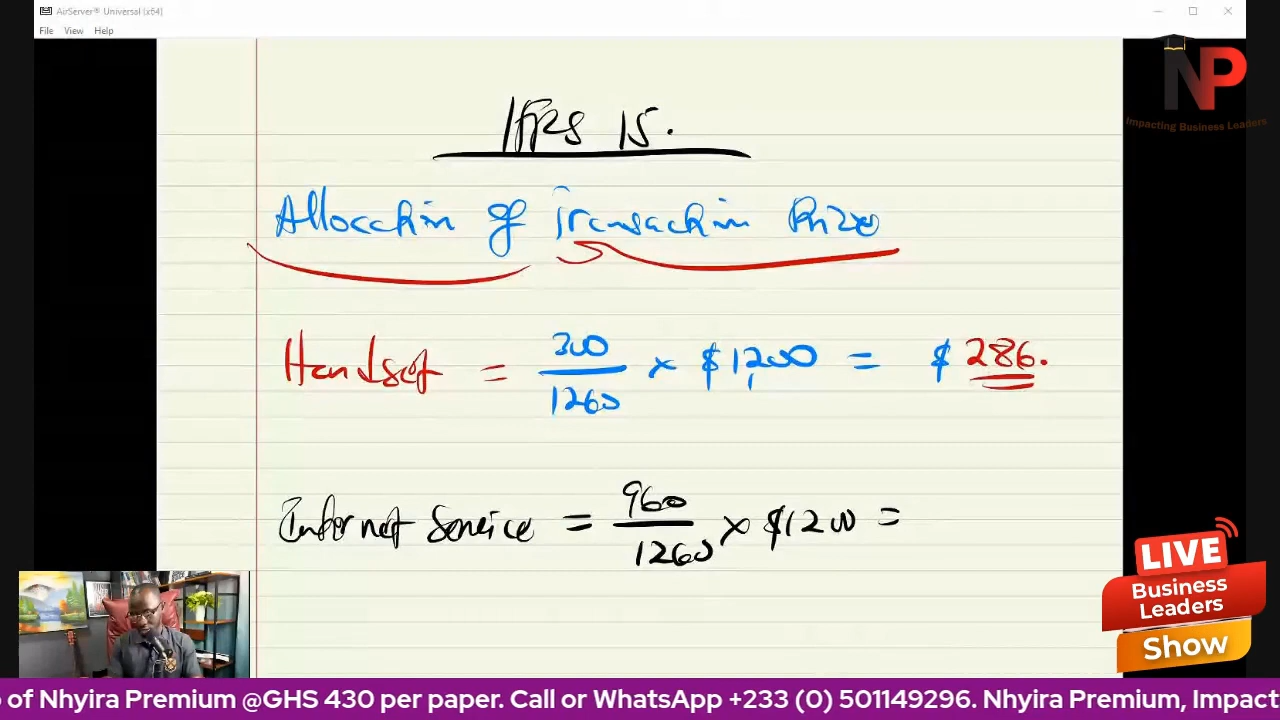 AirServer® Universal (x64)
File View Help
NP
Impacting Business Leaders
IFRS 15.
Allocation of Transaction Price
Handset = 300/1260 x $1,200 = $286.
Internet Service = 960/1260 x $1200 =
LIVE
Business
Leaders
Show
of Nhyira Premium @GHS 430 per paper. Call or WhatsApp +233 (0) 501149296. Nhyira Premium, Impact